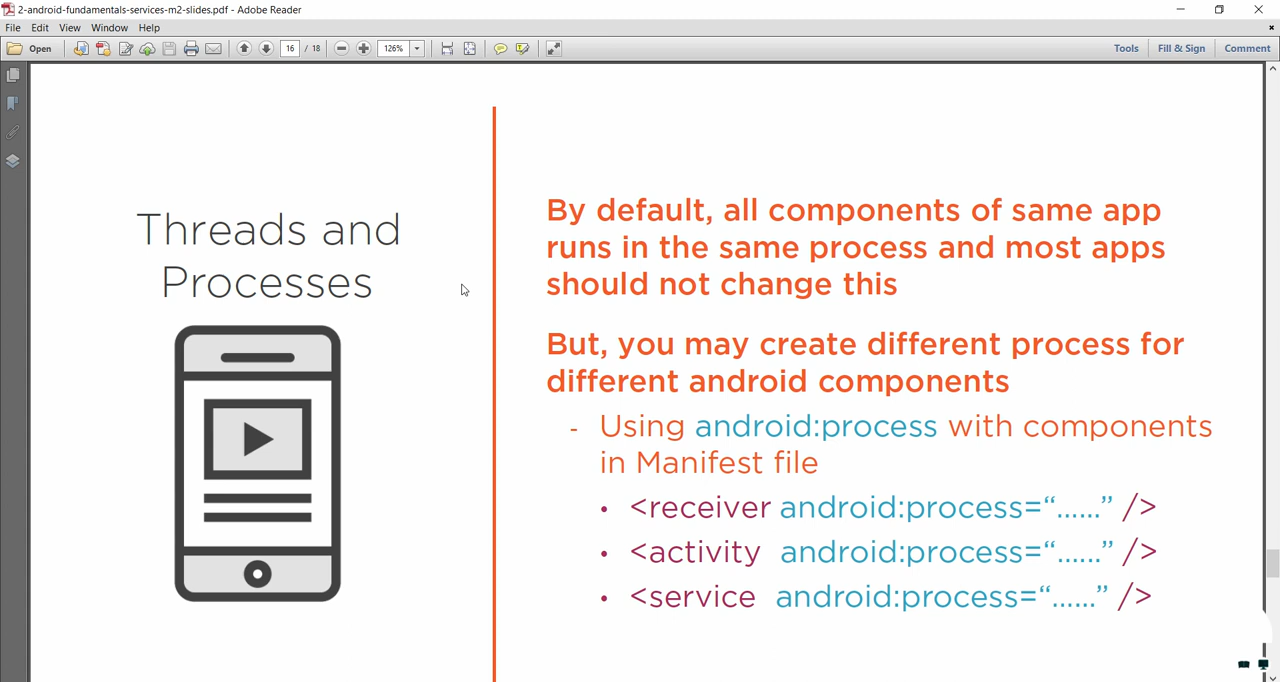 2-android-fundamentals-services-m2-slides.pdf - Adobe Reader
File Edit View Window Help
Open 16 / 18 126% Tools Fill & Sign Comment
Threads and
Processes
By default, all components of same app
runs in the same process and most apps
should not change this
But, you may create different process for
different android components
- Using android:process with components
in Manifest file
• <receiver android:process=“......” />
• <activity android:process=“......” />
• <service android:process=“......” />